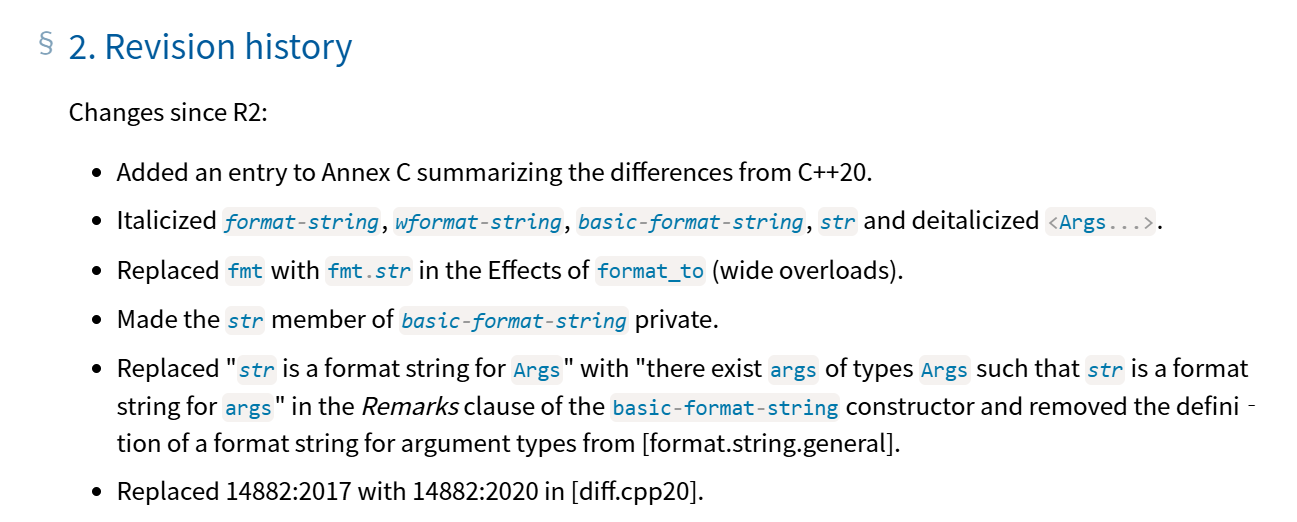 § 2. Revision history
Changes since R2:
• Added an entry to Annex C summarizing the differences from C++20.
• Italicized format-string, wformat-string, basic-format-string, str and deitalicized <Args...>.
• Replaced fmt with fmt.str in the Effects of format_to (wide overloads).
• Made the str member of basic-format-string private.
• Replaced "str is a format string for Args" with "there exist args of types Args such that str is a format
string for args" in the Remarks clause of the basic-format-string constructor and removed the defini-
tion of a format string for argument types from [format.string.general].
• Replaced 14882:2017 with 14882:2020 in [diff.cpp20].